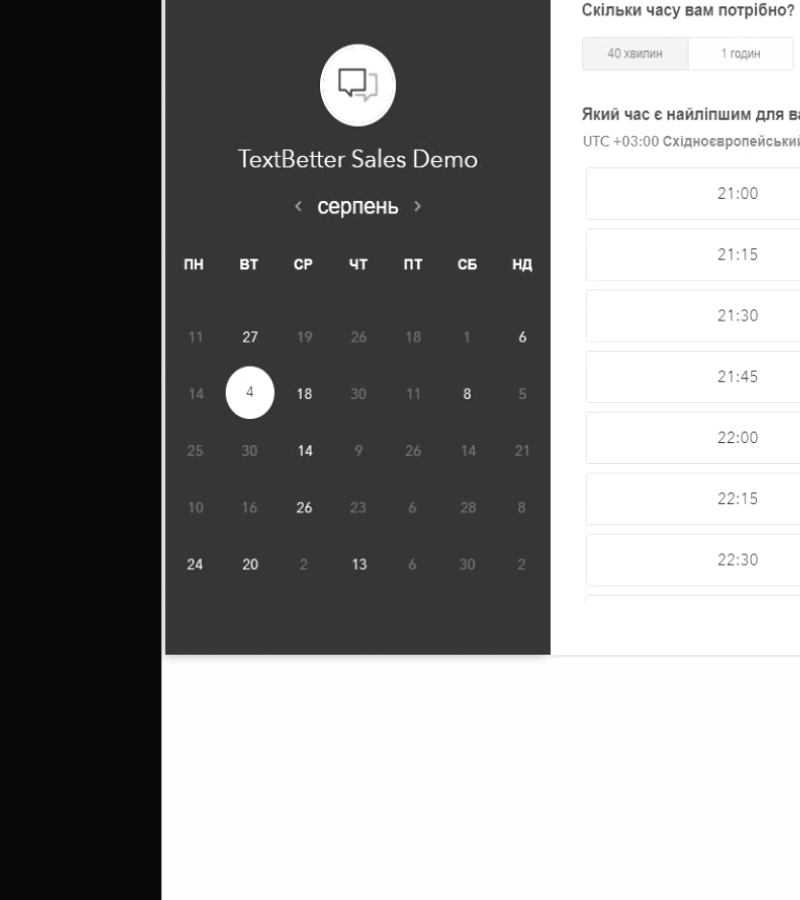 TextBetter Sales Demo
серпень
ПН ВТ СР ЧТ ПТ СБ НД
11 27 19 26 18 1 6
14 4 18 30 11 8 5
25 30 14 9 26 14 21
10 16 26 23 6 28 8
24 20 2 13 6 30 2
Скільки часу вам потрібно?
40 хвилин 1 годин
Який час є найліпшим для ва
UTC +03:00 Східноєвропейський
21:00
21:15
21:30
21:45
22:00
22:15
22:30